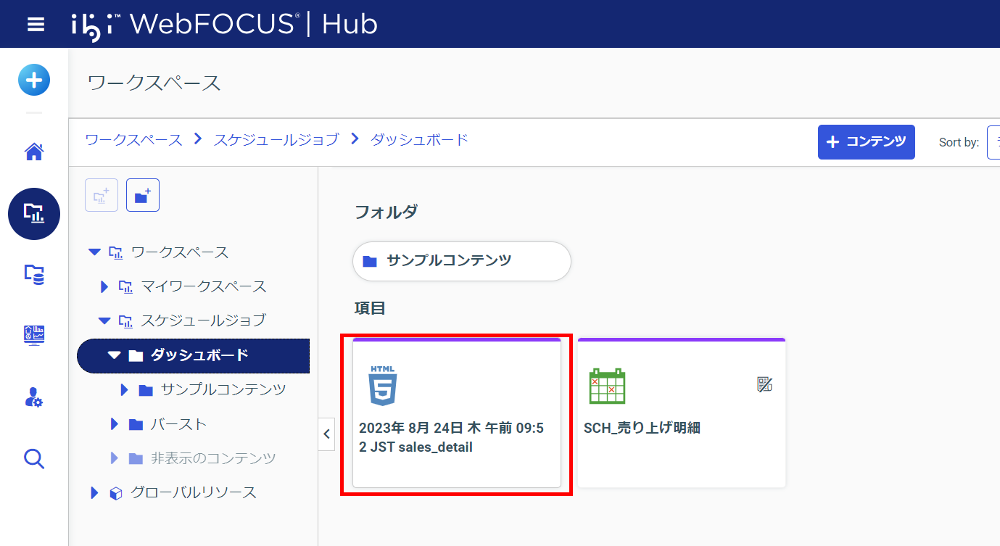 ibi™ WebFOCUS® | Hub
ワークスペース
ワークスペース > スケジュールジョブ > ダッシュボード
+ コンテンツ
Sort by:
ワークスペース
マイワークスペース
スケジュールジョブ
ダッシュボード
サンプルコンテンツ
バースト
非表示のコンテンツ
グローバルリソース
フォルダ
サンプルコンテンツ
項目
HTML
5
2023年 8月 24日 木 午前 09:5
2 JST sales_detail
SCH_売り上げ明細